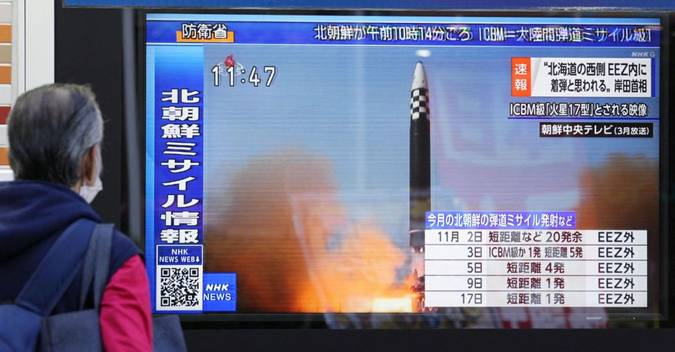 防衛省
北朝鮮が午前10時14分ごろ ICBM=大陸間弾道ミサイル級1
NHK G
11:47
速報
“北海道の西側 EEZ内に
着弾と思われる。岸田首相
ICBM級「火星17型」とされる映像
朝鮮中央テレビ(3月放送)
北朝鮮ミサイル情報
今月の北朝鮮の弾道ミサイル発射など
11月 2日 短距離など 20発余 EEZ外
3日 ICBM級か 1発 短距離 5発 EEZ外
5日 短距離 4発 EEZ外
9日 短距離 1発 EEZ外
17日 短距離 1発 EEZ外
NHK
NEWS WEB
NHK
NEWS